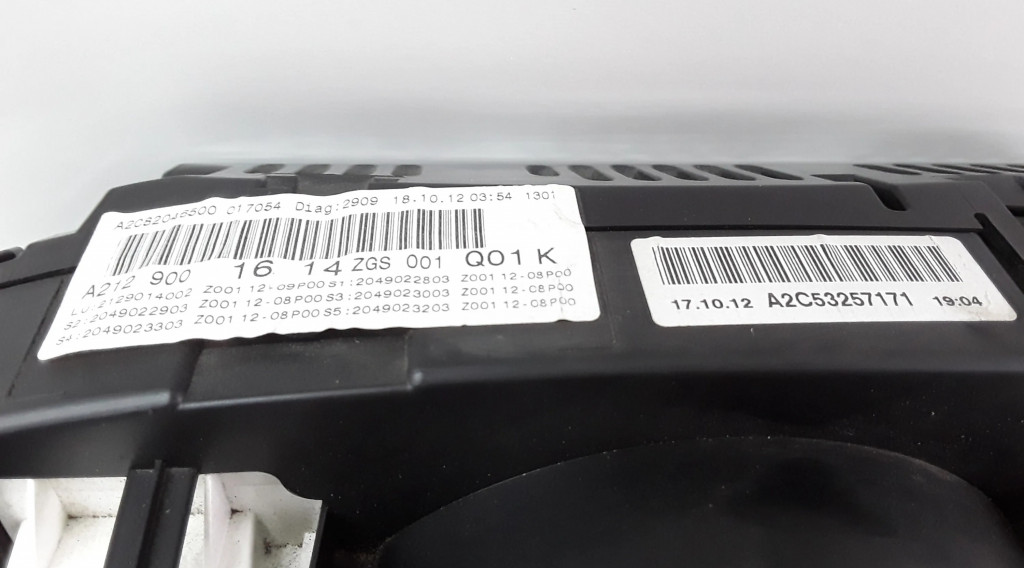 A2C82046500 017054 Diag:2909 18.10.12 03:54 1301
A212 900 16 14 ZGS 001 Q01 K
LU:2129014002 Z001 12-09P00 S1:2049022803 Z001 12-08P00
S2:2049022903 Z001 12-08P00 S3:2049023003 Z001 12-08P00
S4:2049023303 Z001 12-08P00 S5:2049023203 Z001 12-08P00
17.10.12 A2C53257171 19:04